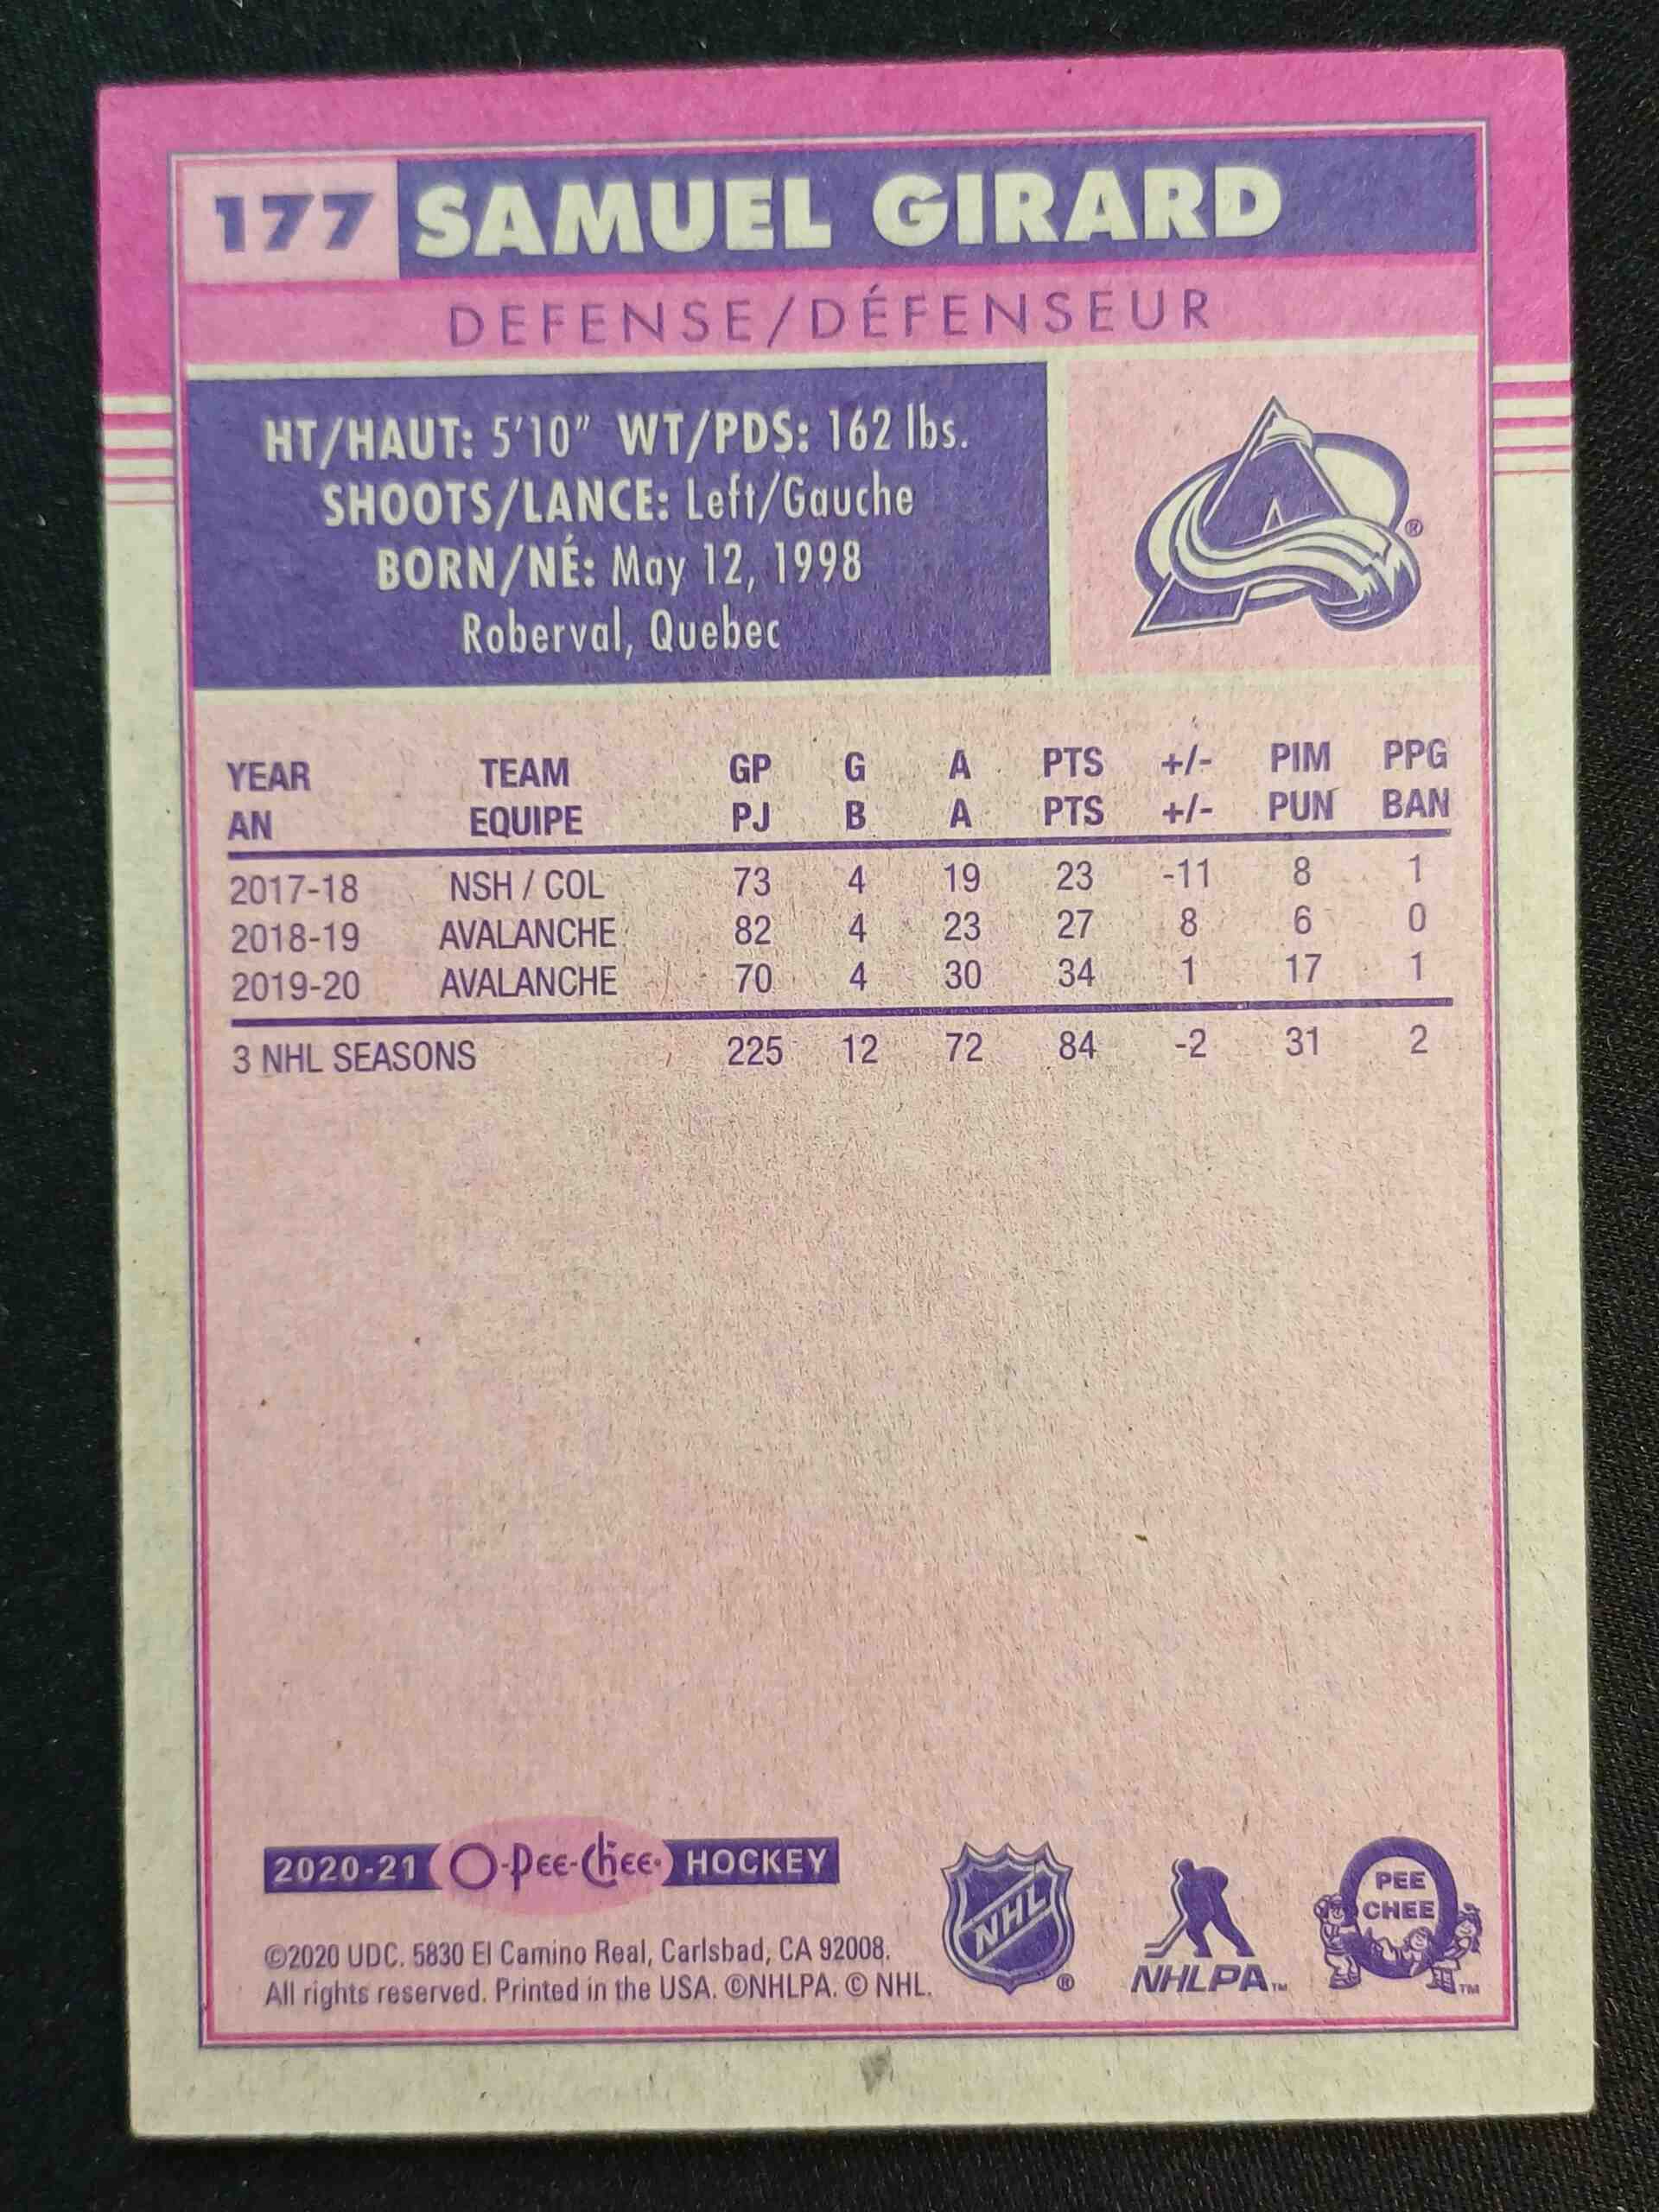 177 SAMUEL GIRARD
DEFENSE/DÉFENSEUR
HT/HAUT: 5'10" WT/PDS: 162 lbs.
SHOOTS/LANCE: Left/Gauche
BORN/NÉ: May 12, 1998
Roberval, Quebec
A ®
YEAR TEAM GP G A PTS +/- PIM PPG
AN EQUIPE PJ B A PTS +/- PUN BAN
2017-18 NSH / COL 73 4 19 23 -11 8 1
2018-19 AVALANCHE 82 4 23 27 8 6 0
2019-20 AVALANCHE 70 4 30 34 1 17 1
3 NHL SEASONS 225 12 72 84 -2 31 2
2020-21 O-Pee-Chee HOCKEY
©2020 UDC. 5830 El Camino Real, Carlsbad, CA 92008.
All rights reserved. Printed in the USA. ©NHLPA. © NHL.
NHL ®
NHLPA™
O
PEE
CHEE
™